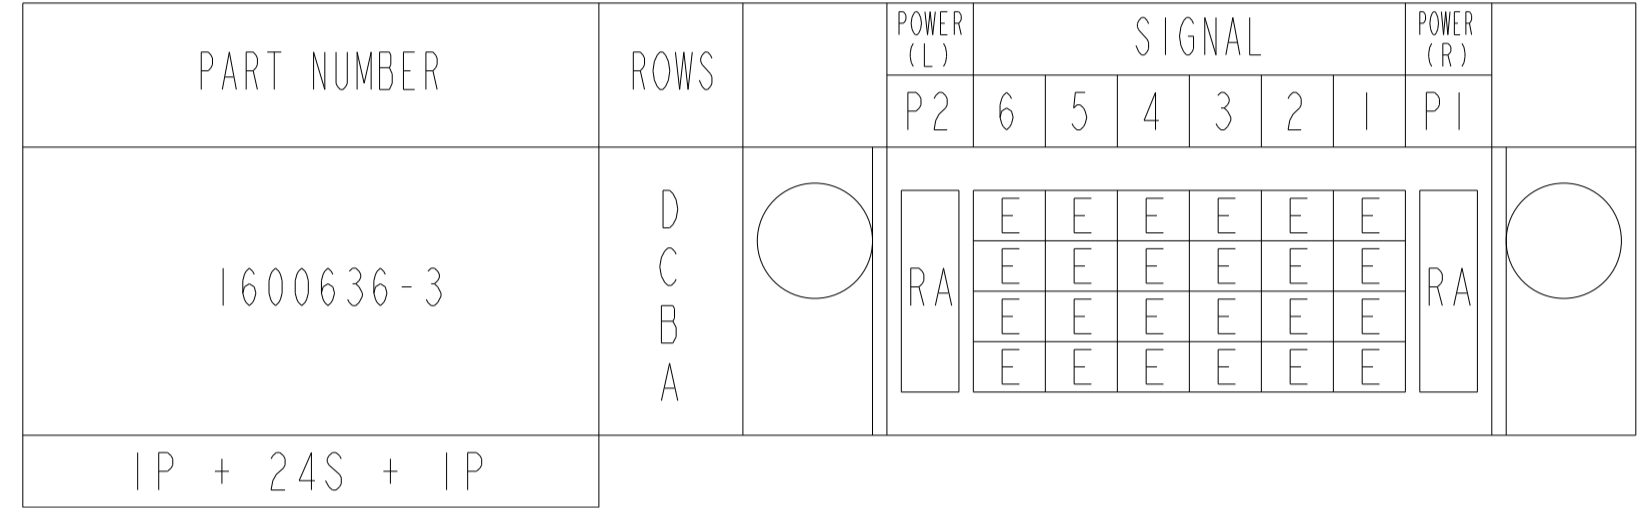 PART NUMBER ROWS POWER (L) SIGNAL POWER (R)
P2 6 5 4 3 2 1 P1
1600636-3
D E E E E E E
C E E E E E E
RA RA
B E E E E E E
A E E E E E E
1P + 24S + 1P